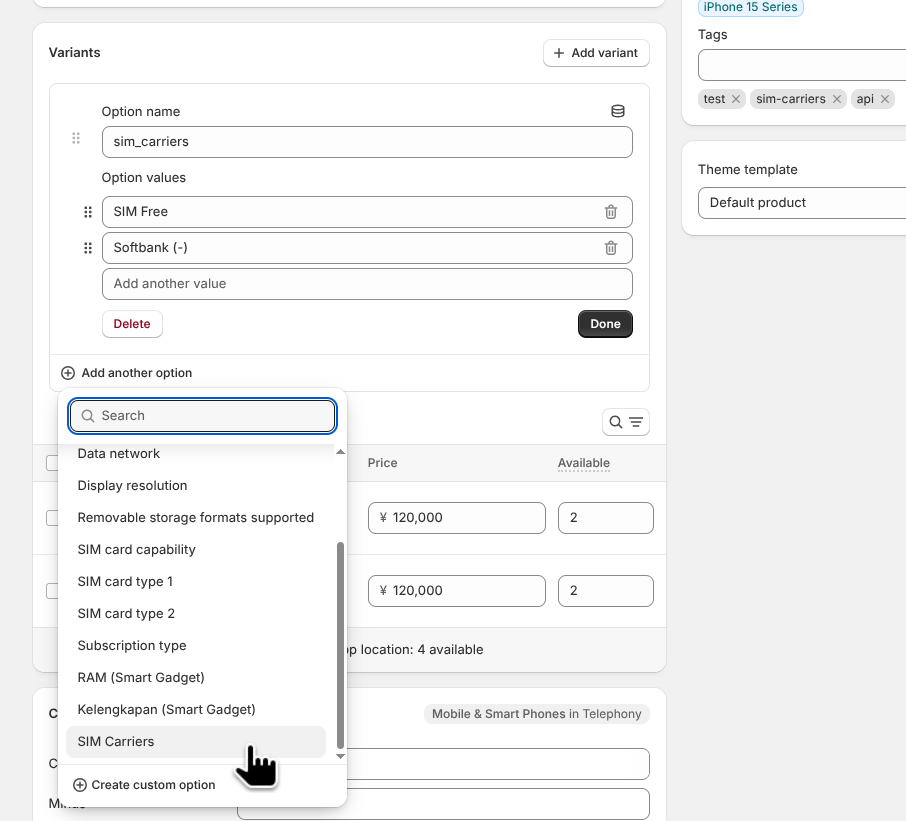 iPhone 15 Series
Tags
test
sim-carriers
api
Theme template
Default product
Variants
Add variant
Option name
sim_carriers
Option values
SIM Free
Softbank (-)
Add another value
Delete
Done
Add another option
Search
Data network
Display resolution
Removable storage formats supported
SIM card capability
SIM card type 1
SIM card type 2
Subscription type
RAM (Smart Gadget)
Kelengkapan (Smart Gadget)
SIM Carriers
Create custom option
Price
Available
¥ 120,000
2
¥ 120,000
2
location: 4 available
Mobile & Smart Phones in Telephony